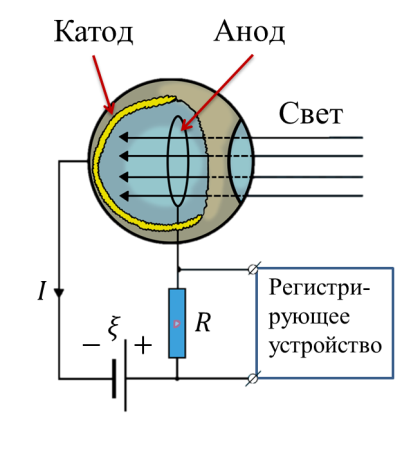 Катод
Анод
Свет
I
ξ
− +
R
Регистри-
рующее
устройство